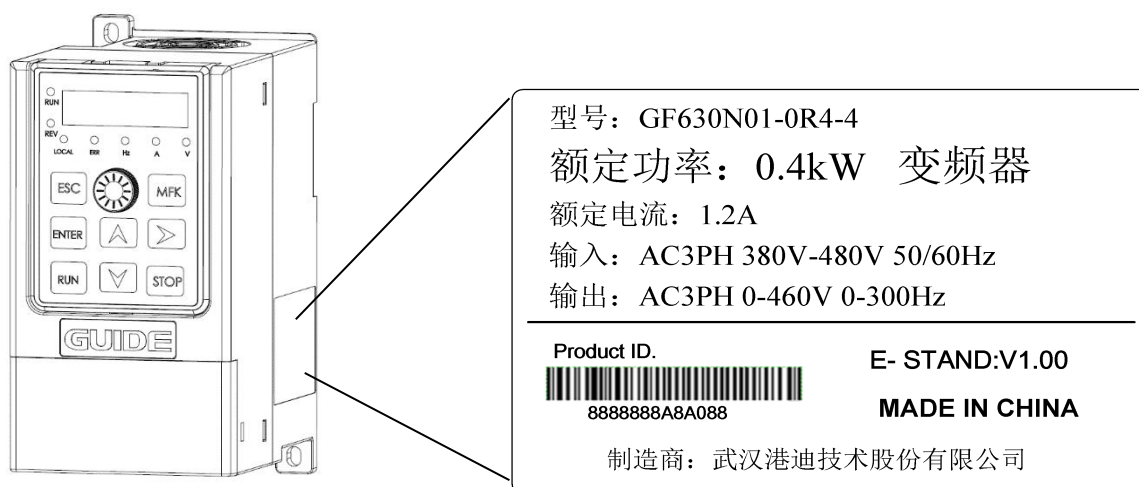 RUN
REV
LOCAL ERR Hz A V
ESC MFK
ENTER
RUN STOP
GUIDE
型号：GF630N01-0R4-4
额定功率：0.4kW 变频器
额定电流：1.2A
输入：AC3PH 380V-480V 50/60Hz
输出：AC3PH 0-460V 0-300Hz
Product ID.
8888888A8A088
E- STAND:V1.00
MADE IN CHINA
制造商：武汉港迪技术股份有限公司